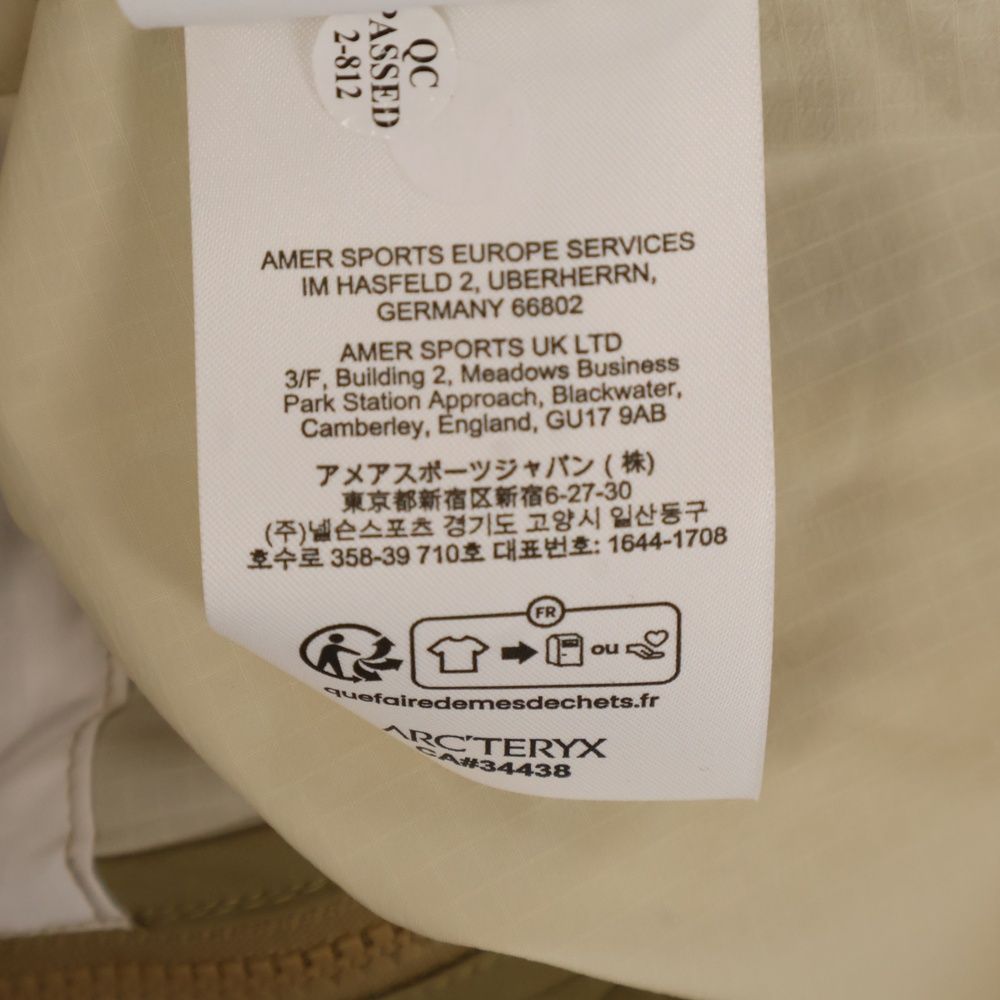 QC
PASSED
2-812
AMER SPORTS EUROPE SERVICES
IM HASFELD 2, UBERHERRN,
GERMANY 66802
AMER SPORTS UK LTD
3/F, Building 2, Meadows Business
Park Station Approach, Blackwater,
Camberley, England, GU17 9AB
アメアスポーツジャパン (株)
東京都新宿区新宿6-27-30
(주)넬슨스포츠 경기도 고양시 일산동구
호수로 358-39 710호 대표번호: 1644-1708
FR
ou
quefairedemesdechets.fr
ARC'TERYX
CA#34438